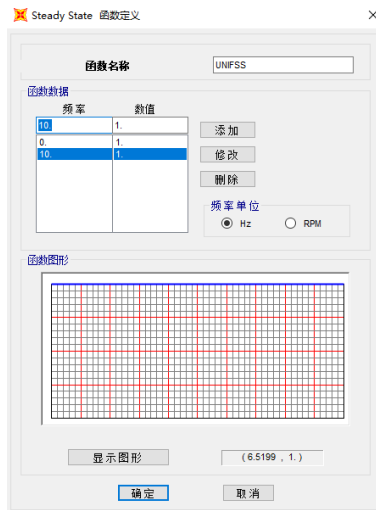 Steady State 函数定义
函数名称 UNIFSS
函数数据
频率 数值
10. 1.
0. 1.
10. 1.
添加
修改
删除
频率单位
Hz RPM
函数图形
显示图形 (6.5199 , 1.)
确定 取消